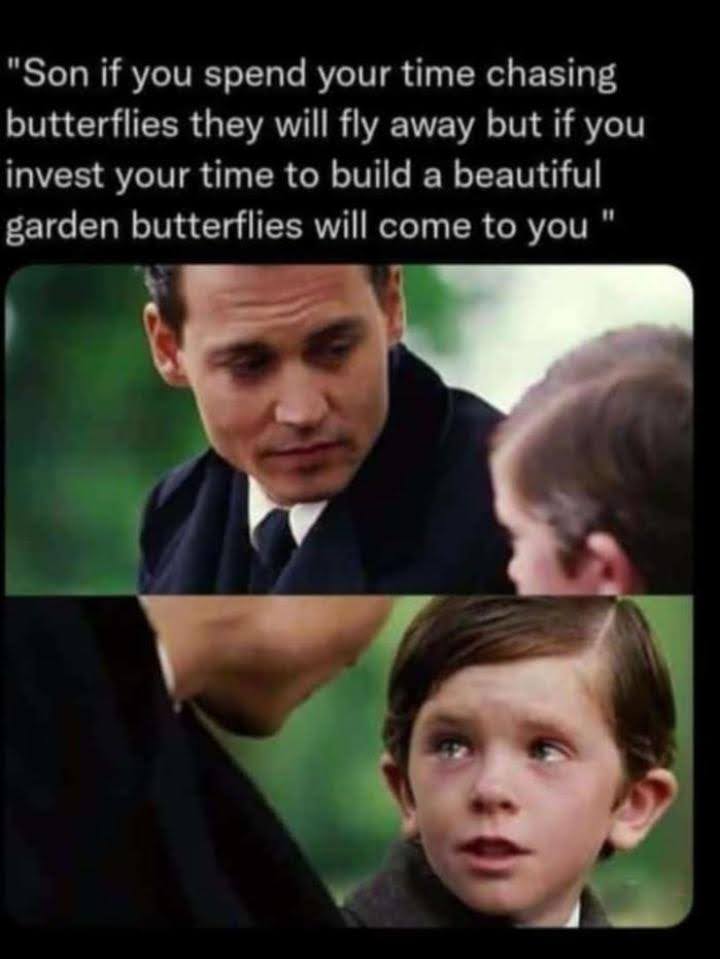 "Son if you spend your time chasing
butterflies they will fly away but if you
invest your time to build a beautiful
garden butterflies will come to you "